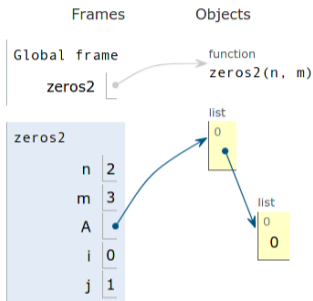 Frames Objects
Global frame
function
zeros2 zeros2(n, m)
list
zeros2 0
n 2
m 3
list
A 0
i 0 0
j 1